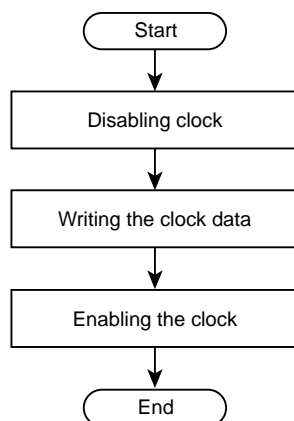 Start
Disabling clock
Writing the clock data
Enabling the clock
End